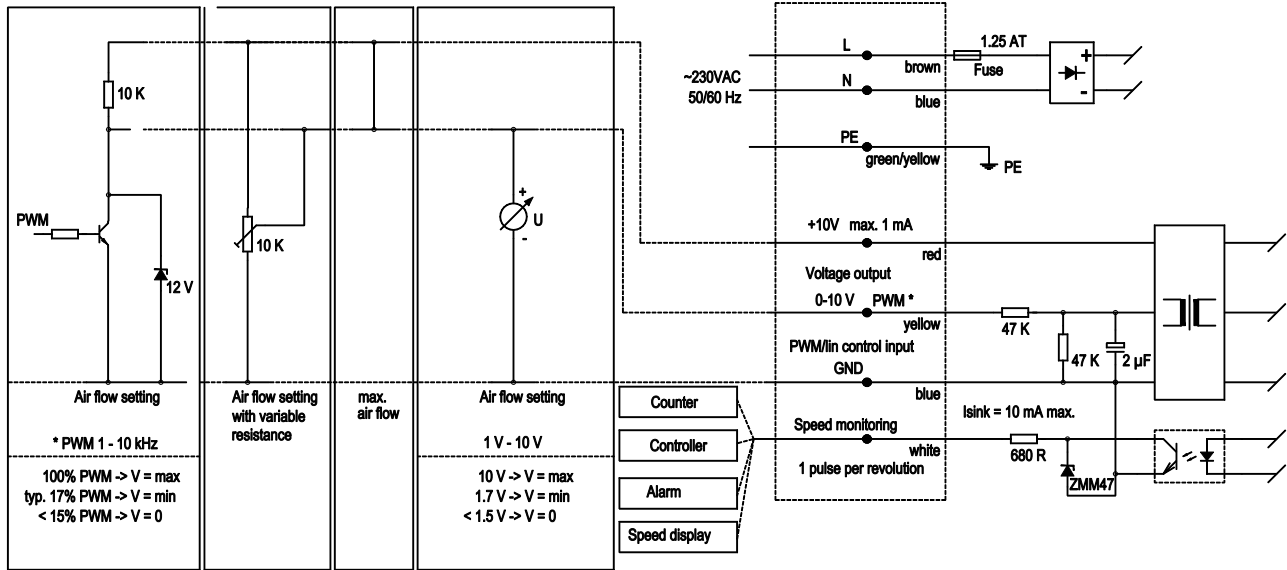 10 K
PWM
12 V
Air flow setting
* PWM 1 - 10 kHz
100% PWM -> V = max
typ. 17% PWM -> V = min
< 15% PWM -> V = 0
10 K
Air flow setting
with variable
resistance
max.
air flow
+
U
-
Air flow setting
1 V - 10 V
10 V -> V = max
1.7 V -> V = min
< 1.5 V -> V = 0
Counter
Controller
Alarm
Speed display
~230VAC
50/60 Hz
L
brown
1.25 AT
Fuse
+
-
N
blue
PE
green/yellow
PE
+10V max. 1 mA
red
Voltage output
0-10 V PWM *
yellow
47 K
47 K
2 µF
PWM/lin control input
GND
blue
Isink = 10 mA max.
Speed monitoring
white
680 R
1 pulse per revolution
ZMM47